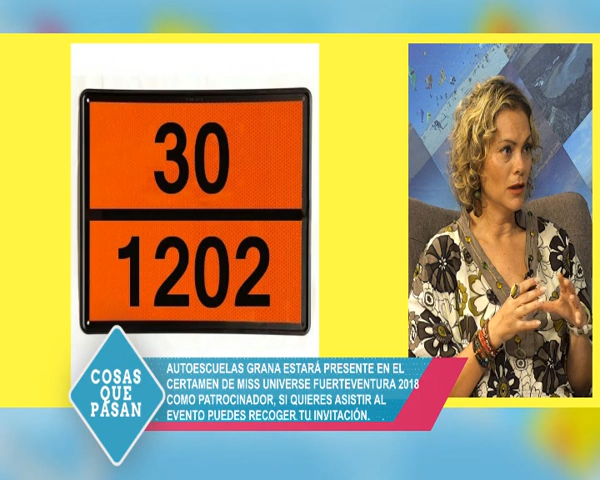 30
1202
COSAS
QUE
PASAN
AUTOESCUELAS GRANA ESTARÁ PRESENTE EN EL
CERTAMEN DE MISS UNIVERSE FUERTEVENTURA 2018
COMO PATROCINADOR, SI QUIERES ASISTIR AL
EVENTO PUEDES RECOGER TU INVITACIÓN.